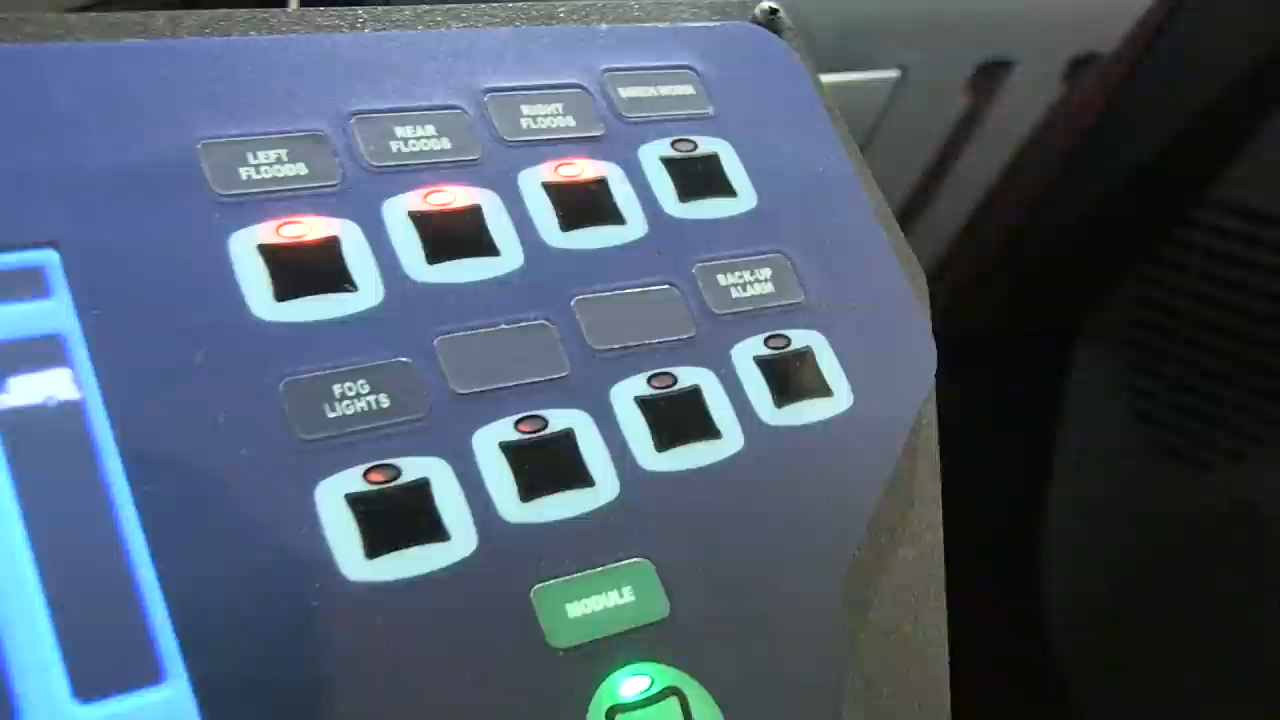 LEFT
FLOODS
REAR
FLOODS
RIGHT
FLOODS
FOG
LIGHTS
BACK-UP
ALARM
MODULE